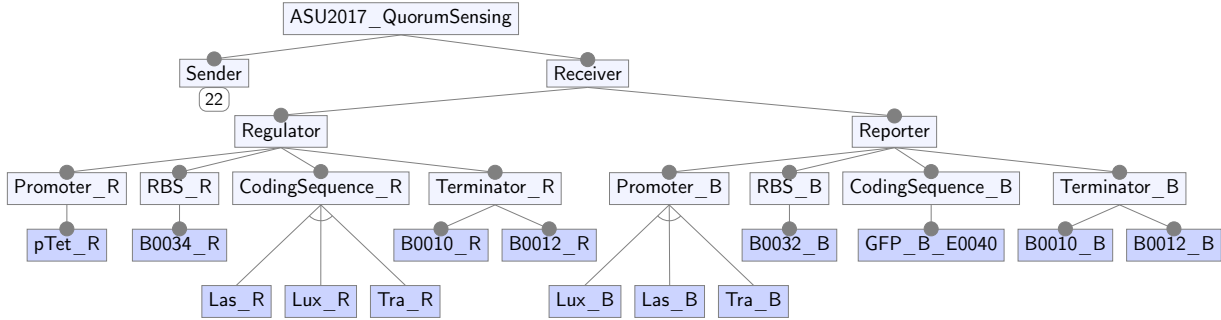 ASU2017_QuorumSensing
Sender
Receiver
22
Regulator
Reporter
Promoter_R
RBS_R
CodingSequence_R
Terminator_R
Promoter_B
RBS_B
CodingSequence_B
Terminator_B
pTet_R
B0034_R
B0010_R
B0012_R
B0032_B
GFP_B_E0040
B0010_B
B0012_B
Las_R
Lux_R
Tra_R
Lux_B
Las_B
Tra_B